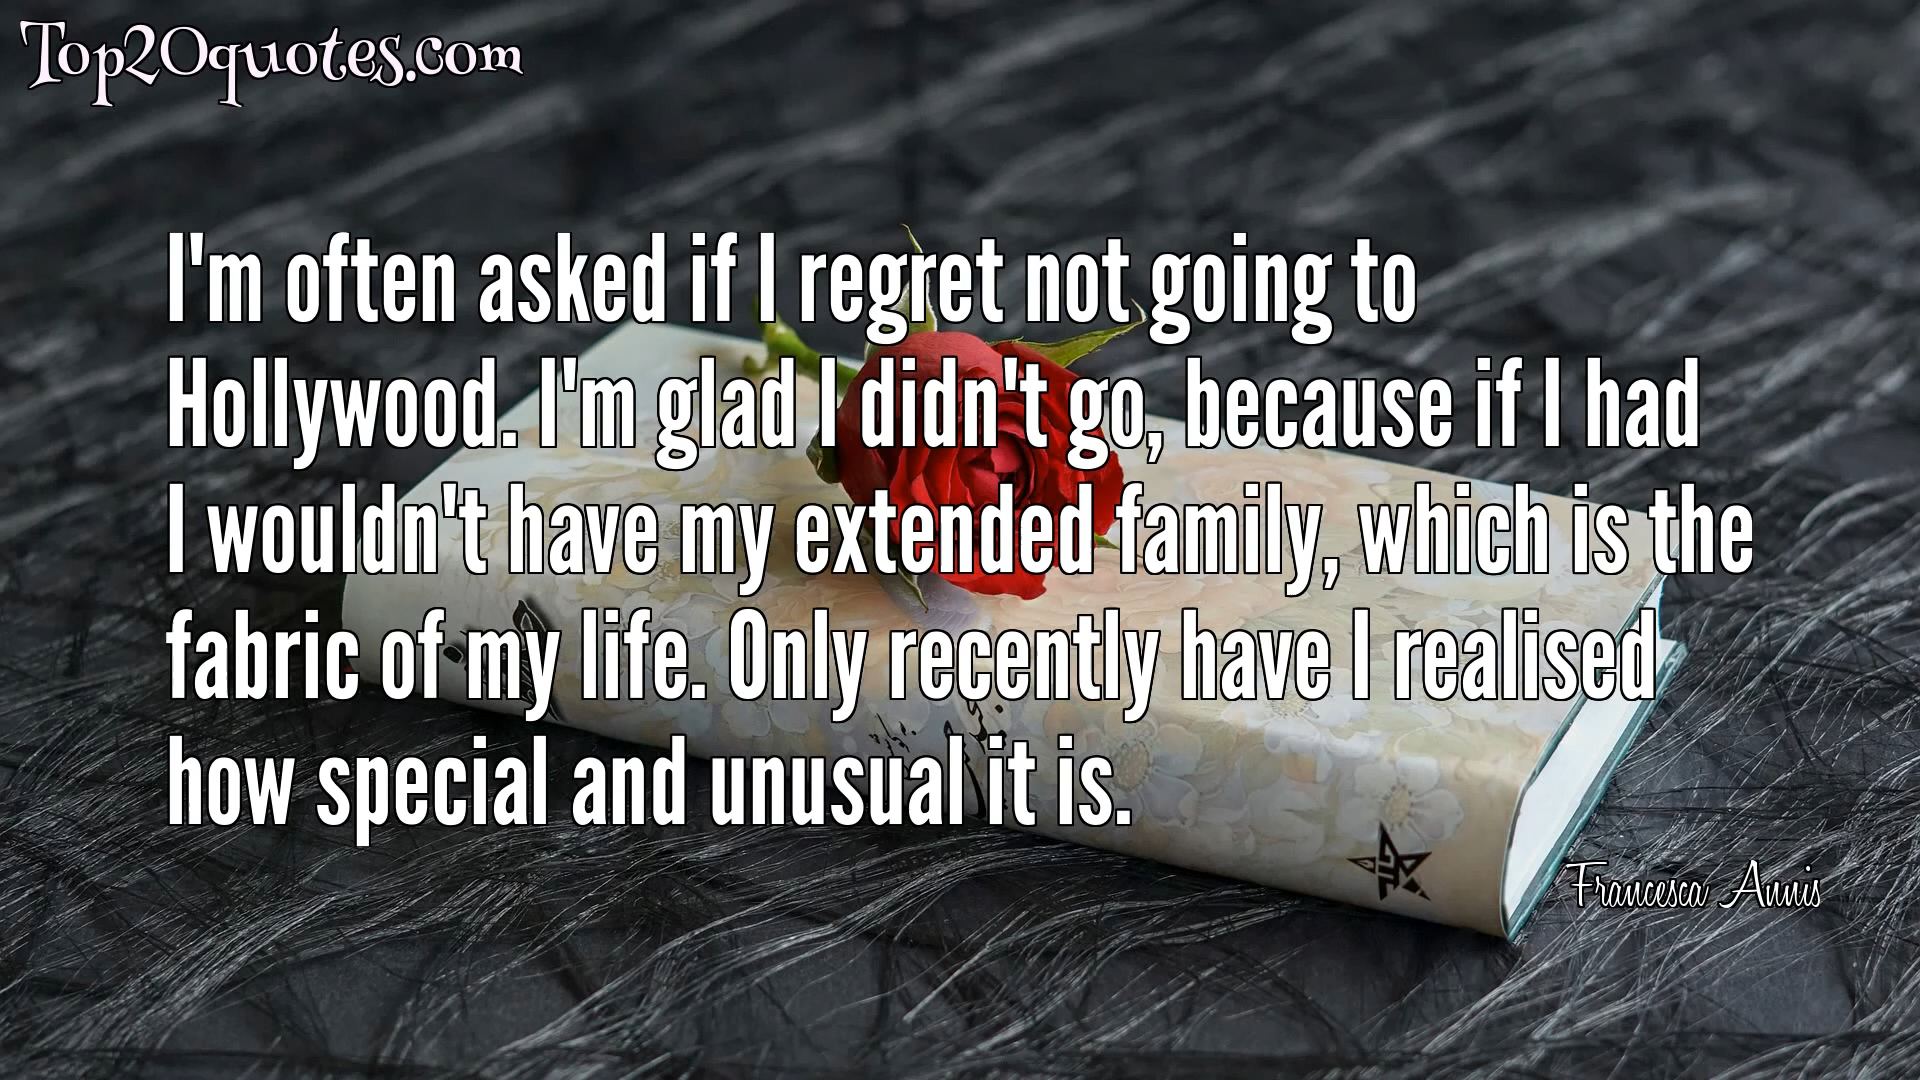 Top20quotes.com
I'm often asked if I regret not going to
Hollywood. I'm glad I didn't go, because if I had
I wouldn't have my extended family, which is the
fabric of my life. Only recently have I realised
how special and unusual it is.
Francesca Annis